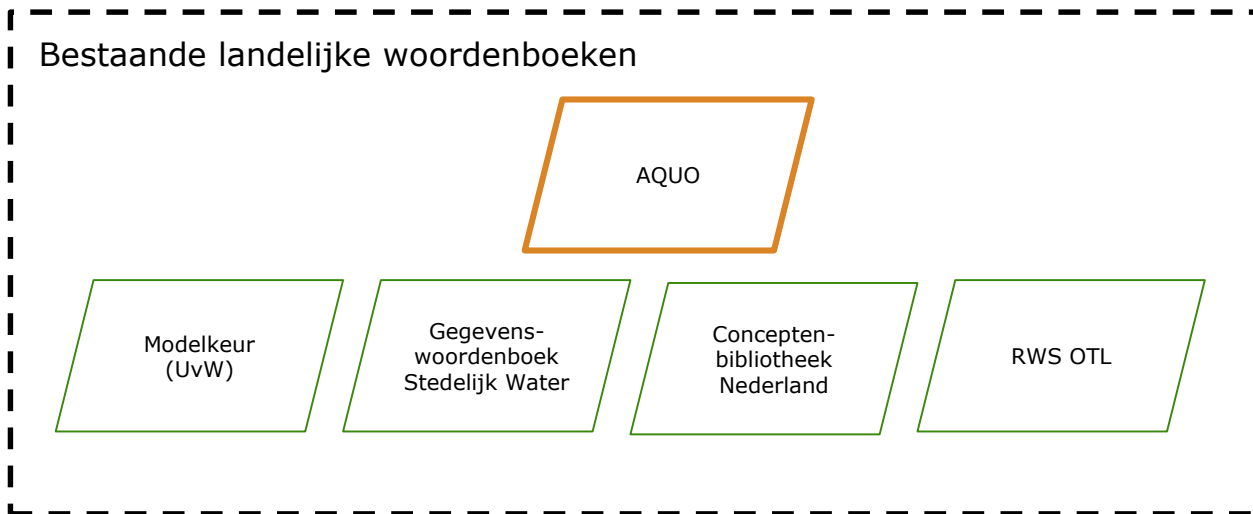 Bestaande landelijke woordenboeken
AQUO
Modelkeur
(UvW)
Gegevens-
woordenboek
Stedelijk Water
Concepten-
bibliotheek
Nederland
RWS OTL